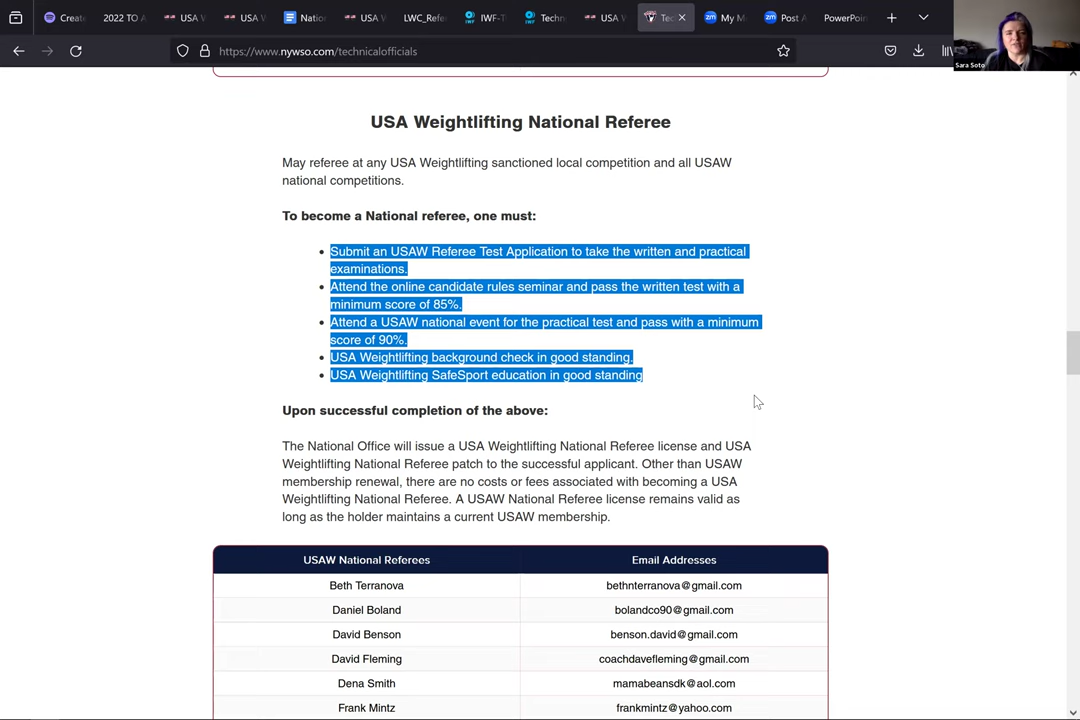 Create
2022 TO A
USA W
USA W
Nation
USA W
LWC_Refe
IWF-T
Techn
USA W
Tec
My M
Post A
PowerPoin
https://www.nywso.com/technicalofficials
Sara Soto
USA Weightlifting National Referee
May referee at any USA Weightlifting sanctioned local competition and all USAW
national competitions.
To become a National referee, one must:
• Submit an USAW Referee Test Application to take the written and practical
examinations.
• Attend the online candidate rules seminar and pass the written test with a
minimum score of 85%.
• Attend a USAW national event for the practical test and pass with a minimum
score of 90%.
• USA Weightlifting background check in good standing.
• USA Weightlifting SafeSport education in good standing
Upon successful completion of the above:
The National Office will issue a USA Weightlifting National Referee license and USA
Weightlifting National Referee patch to the successful applicant. Other than USAW
membership renewal, there are no costs or fees associated with becoming a USA
Weightlifting National Referee. A USAW National Referee license remains valid as
long as the holder maintains a current USAW membership.
USAW National Referees Email Addresses
Beth Terranova bethnterranova@gmail.com
Daniel Boland bolandco90@gmail.com
David Benson benson.david@gmail.com
David Fleming coachdavefleming@gmail.com
Dena Smith mamabeansdk@aol.com
Frank Mintz frankmintz@yahoo.com